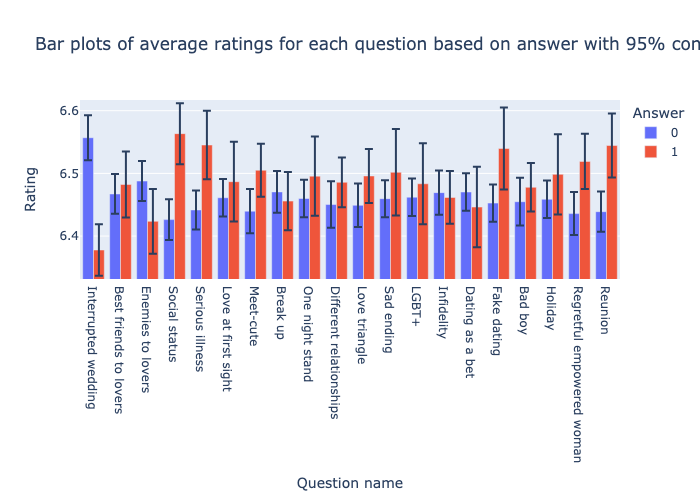 Bar plots of average ratings for each question based on answer with 95% con
Answer
0
1
Rating
6.6
6.5
6.4
Interrupted wedding
Best friends to lovers
Enemies to lovers
Social status
Serious illness
Love at first sight
Meet-cute
Break up
One night stand
Different relationships
Love triangle
Sad ending
LGBT+
Infidelity
Dating as a bet
Fake dating
Bad boy
Holiday
Regretful empowered woman
Reunion
Question name